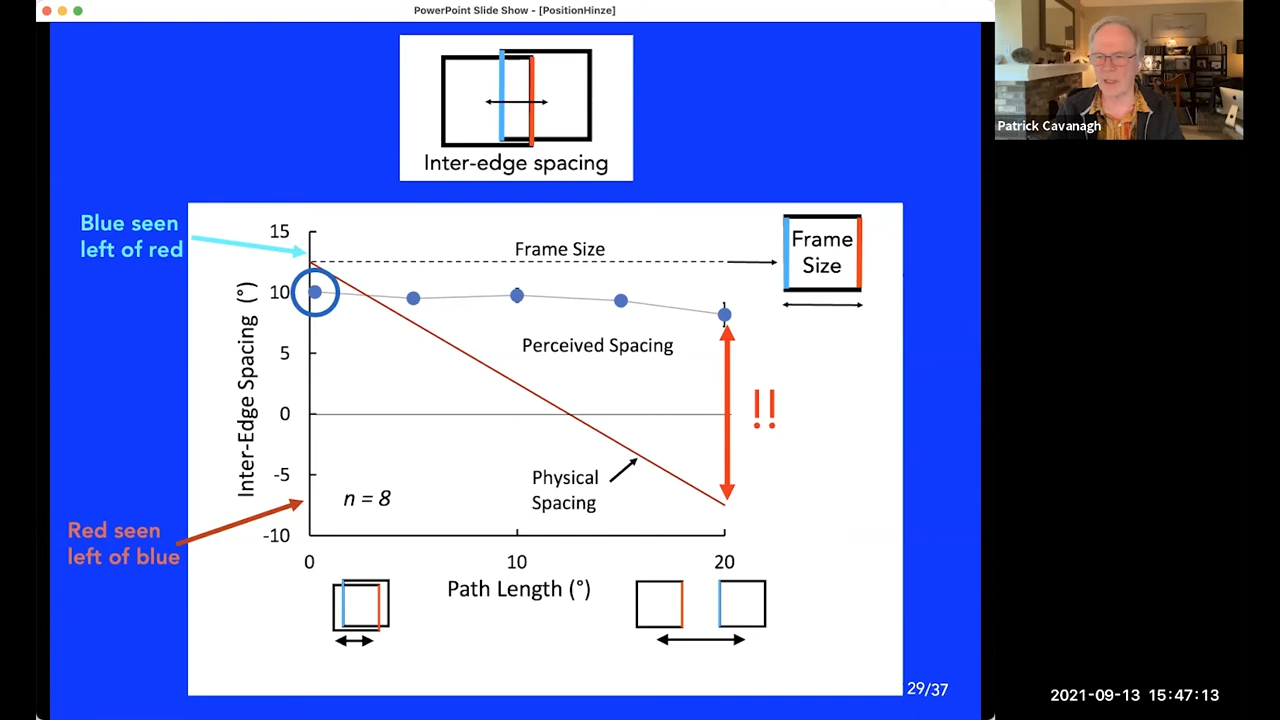 PowerPoint Slide Show - [PositionHinze]
Patrick Cavanagh
Inter-edge spacing
Blue seen
left of red
Red seen
left of blue
Inter-Edge Spacing (°)
15
10
5
0
-5
-10
Frame Size
Frame
Size
Perceived Spacing
!!
Physical
Spacing
n = 8
0
10
20
Path Length (°)
29/37
2021-09-13 15:47:13